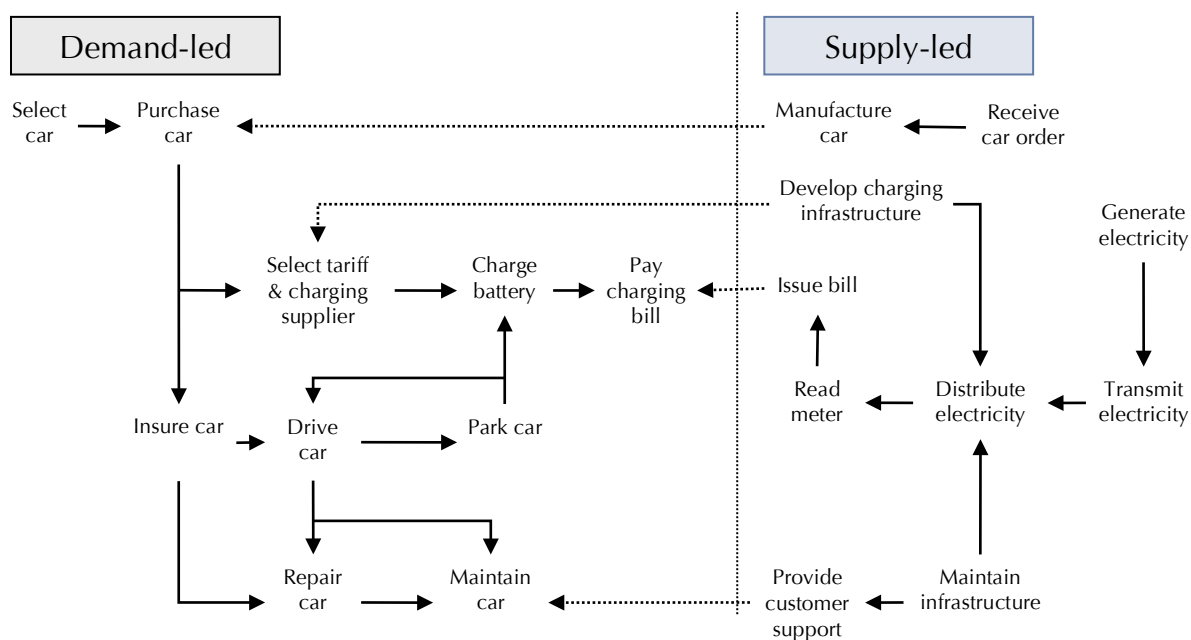 Demand-led
Supply-led
Select
car
Purchase
car
Manufacture
car
Receive
car order
Develop charging
infrastructure
Generate
electricity
Select tariff
& charging
supplier
Charge
battery
Pay
charging
bill
Issue bill
Insure car
Drive
car
Park car
Read
meter
Distribute
electricity
Transmit
electricity
Repair
car
Maintain
car
Provide
customer
support
Maintain
infrastructure